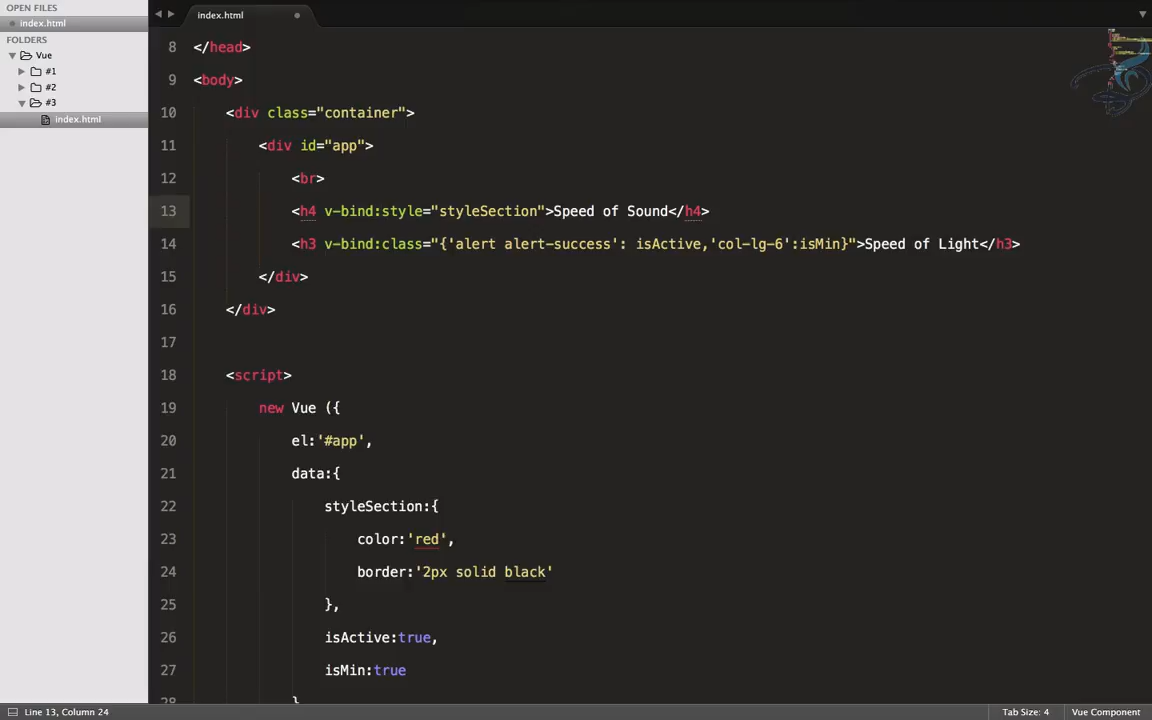 OPEN FILES
index.html
FOLDERS
Vue
#1
#2
#3
index.html
index.html
8 </head>
9 <body>
10 <div class="container">
11 <div id="app">
12 <br>
13 <h4 v-bind:style="styleSection">Speed of Sound</h4>
14 <h3 v-bind:class="{'alert alert-success': isActive,'col-lg-6':isMin}">Speed of Light</h3>
15 </div>
16 </div>
17
18 <script>
19 new Vue ({
20 el:'#app',
21 data:{
22 styleSection:{
23 color:'red',
24 border:'2px solid black'
25 },
26 isActive:true,
27 isMin:true
28 }
Line 13, Column 24
Tab Size: 4
Vue Component